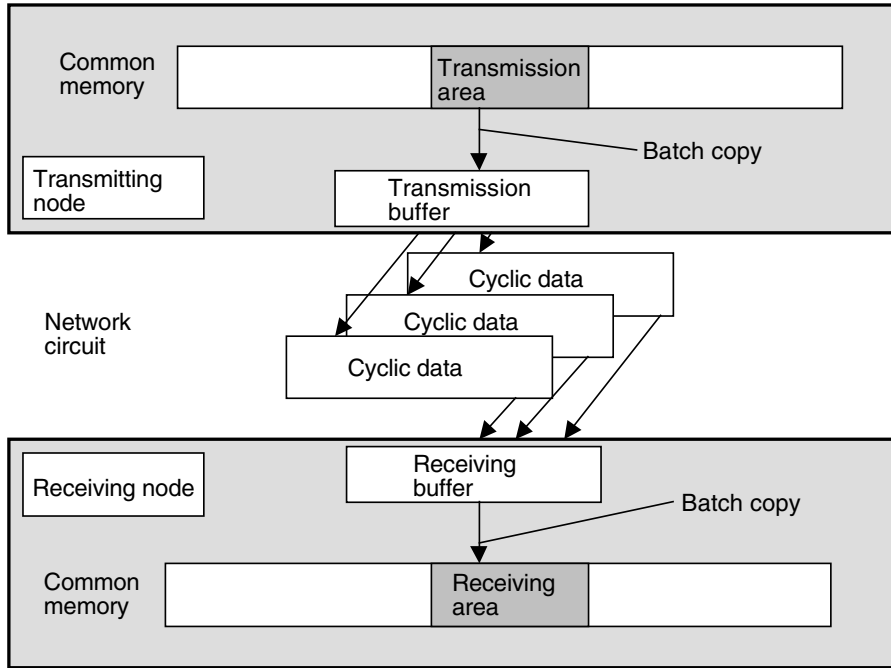 Common
memory
Transmission
area
Batch copy
Transmitting
node
Transmission
buffer
Cyclic data
Network
circuit
Cyclic data
Cyclic data
Receiving node
Receiving
buffer
Batch copy
Common
memory
Receiving
area